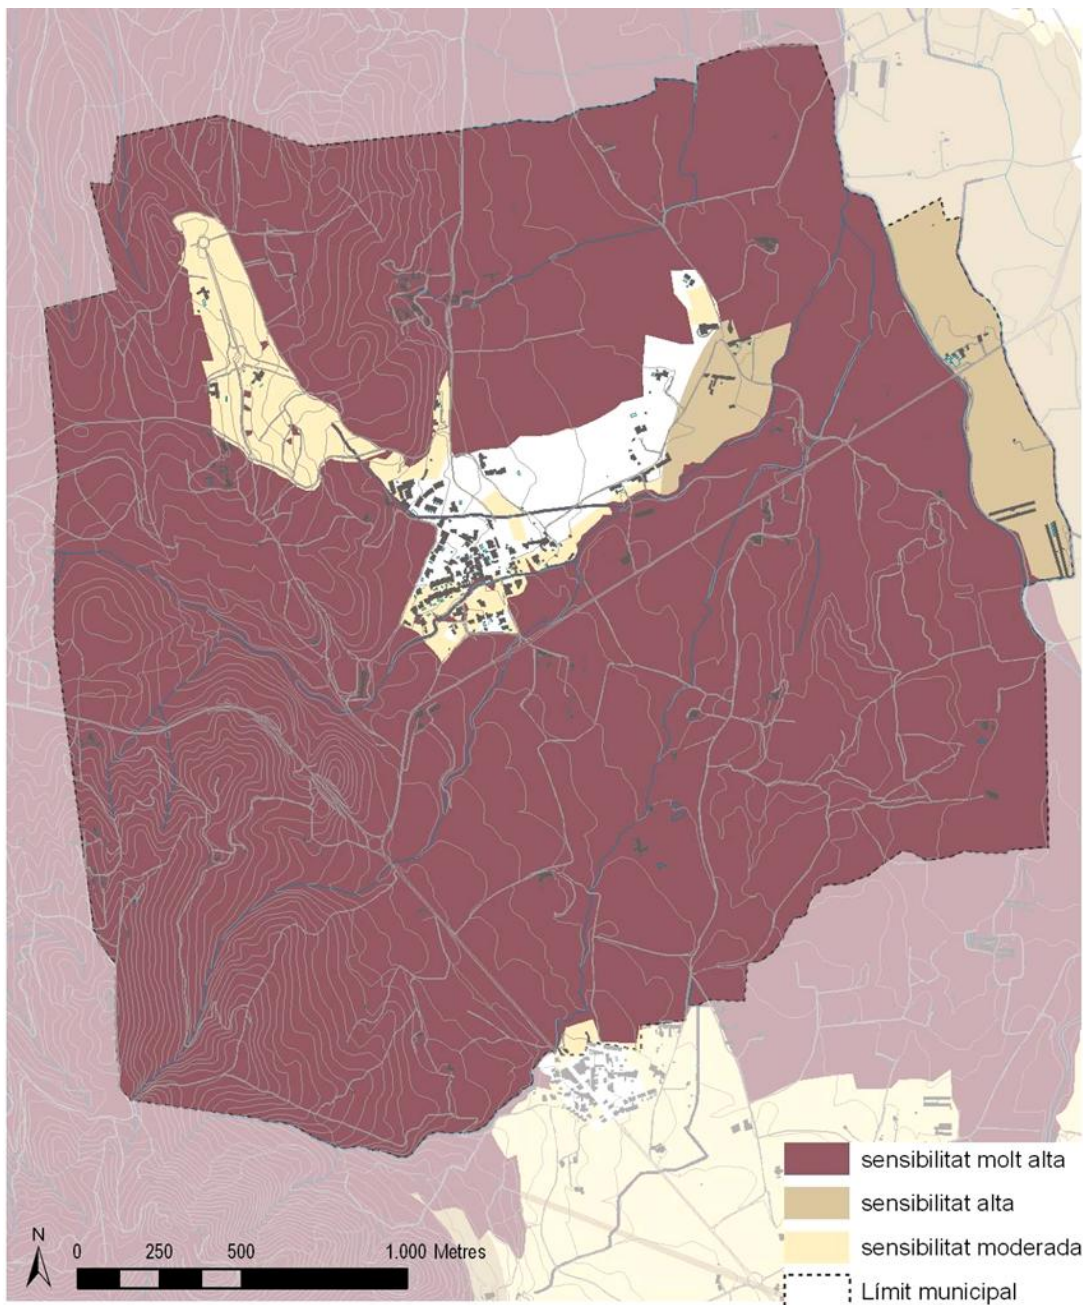 sensibilitat molt alta
sensibilitat alta
sensibilitat moderada
Límit municipal
N
0 250 500 1.000 Metres